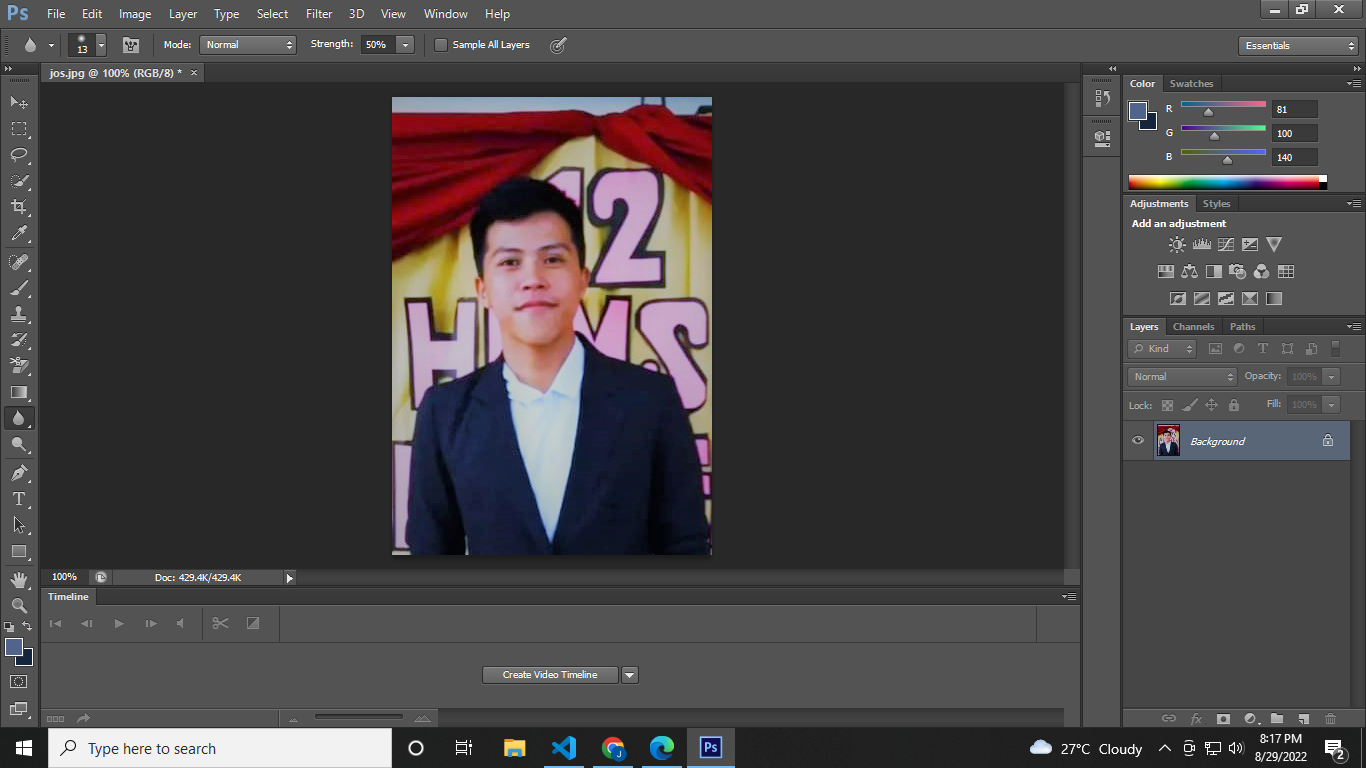 Ps File Edit Image Layer Type Select Filter 3D View Window Help
13 Mode: Normal Strength: 50% Sample All Layers Essentials
jos.jpg @ 100% (RGB/8) * ×
Color Swatches
R 81
G 100
B 140
Adjustments Styles
Add an adjustment
Layers Channels Paths
Kind
Normal Opacity: 100%
Lock: Fill: 100%
Background
12
HUMSS
100% Doc: 429.4K/429.4K
Timeline
Create Video Timeline
fx
Type here to search
Ps
27°C Cloudy
8:17 PM
8/29/2022
2